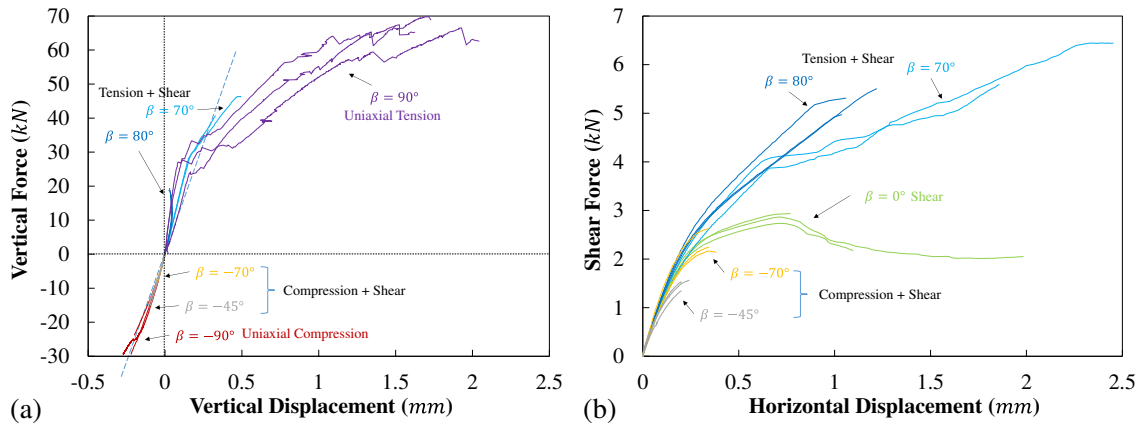 70
60
50
40
30
20
10
0
-10
-20
-30
-0.5
0
0.5
1
1.5
2
2.5
Vertical Force (kN)
Vertical Displacement (mm)
(a)
Tension + Shear
β = 70°
β = 80°
β = 90°
Uniaxial Tension
β = −70°
β = −45°
Compression + Shear
β = −90° Uniaxial Compression
7
6
5
4
3
2
1
0
0
0.5
1
1.5
2
2.5
Shear Force (kN)
Horizontal Displacement (mm)
(b)
Tension + Shear
β = 80°
β = 70°
β = 0° Shear
β = −70°
β = −45°
Compression + Shear